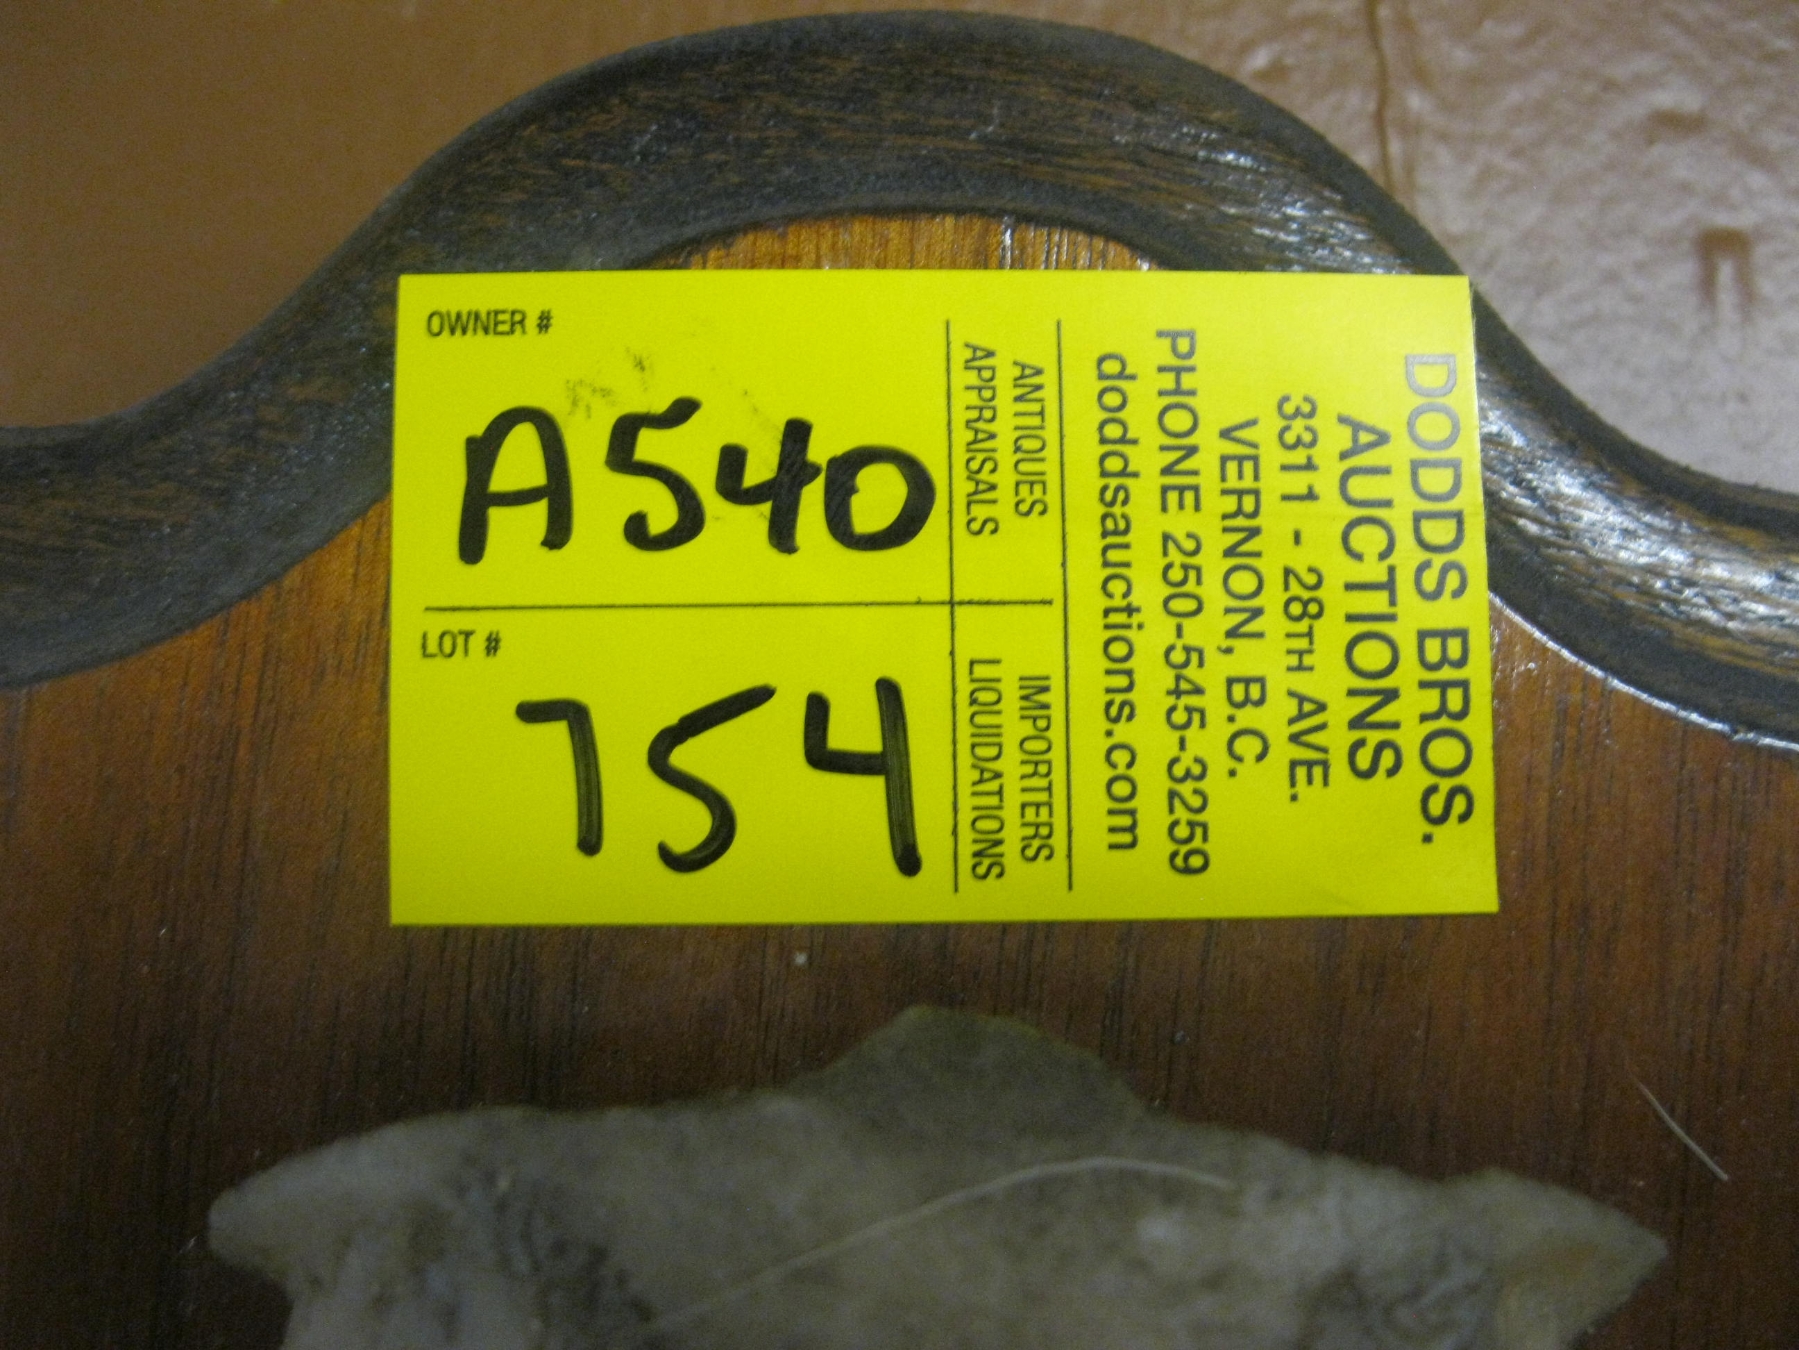 DODDS BROS.
AUCTIONS
3311 - 28TH AVE.
VERNON, B.C.
PHONE 250-545-3259
doddsauctions.com
ANTIQUES
APPRAISALS
IMPORTERS
LIQUIDATIONS
OWNER #
A540
LOT #
754